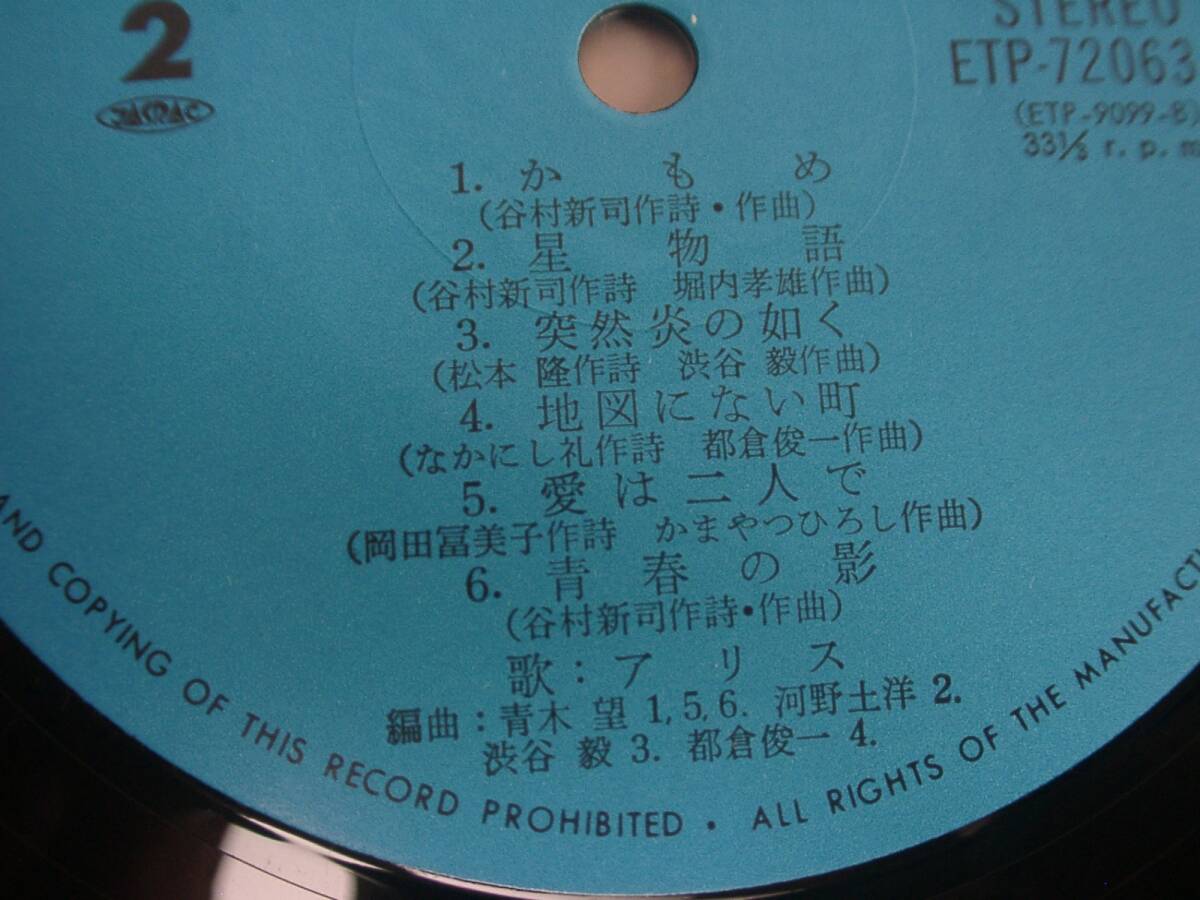 2
JASRAC
STEREO
ETP-72063
(ETP-9099-B)
33⅓ r. p. m
1. かもめ
(谷村新司作詩・作曲)
2. 星物語
(谷村新司作詩 堀内孝雄作曲)
3. 突然炎の如く
(松本 隆作詩 渋谷 毅作曲)
4. 地図にない町
(なかにし礼作詩 都倉俊一作曲)
5. 愛は二人で
(岡田冨美子作詩 かまやつひろし作曲)
6. 青春の影
(谷村新司作詩・作曲)
歌：アリス
編曲：青木 望 1,5,6. 河野土洋 2.
渋谷 毅 3. 都倉俊一 4.
AND COPYING OF THIS RECORD PROHIBITED • ALL RIGHTS OF THE MANUFACT